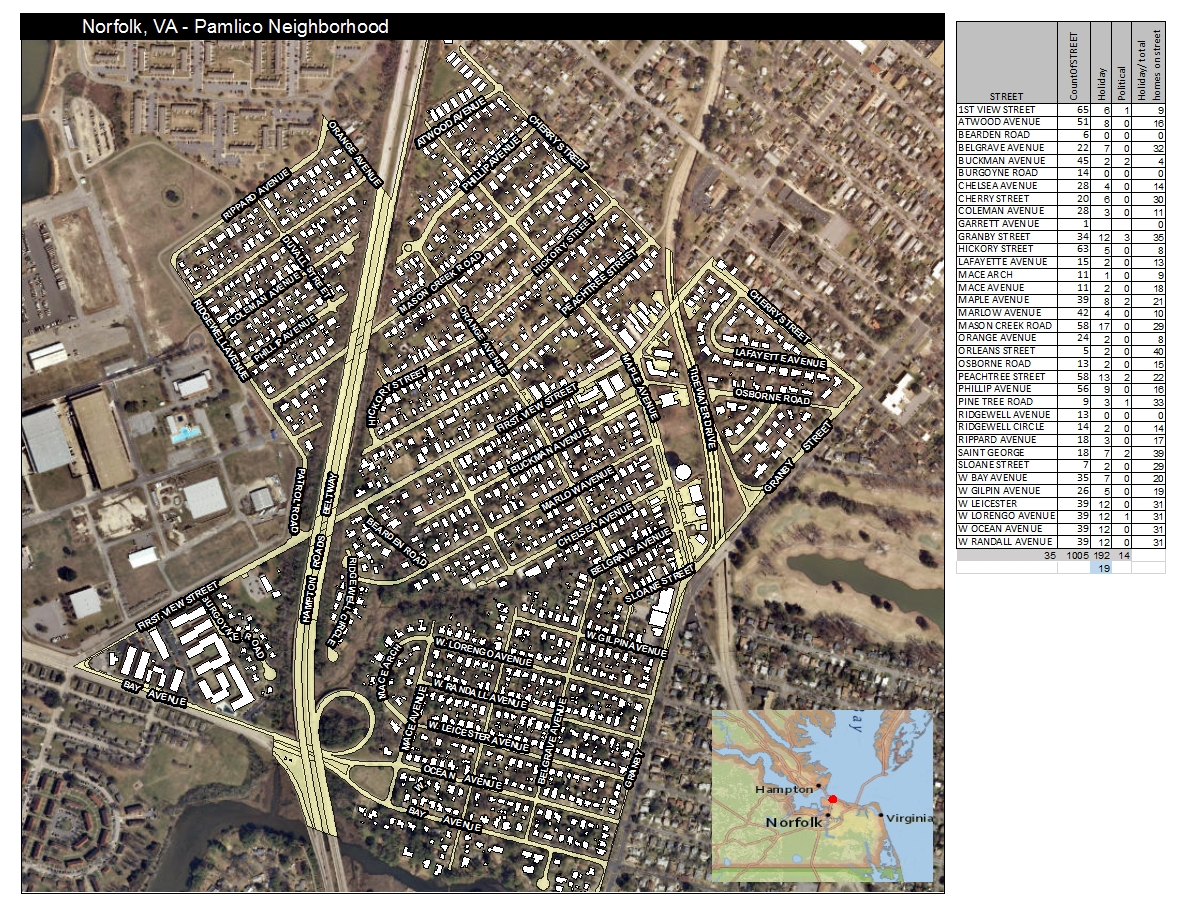 Norfolk, VA - Pamlico Neighborhood
ATWOOD AVENUE
CHERRY STREET
ORANGE AVENUE
PHILLIP AVENUE
RIPPARD AVENUE
DUVALL STREET
HICKORY STREET
MASON CREEK ROAD
PEACHTREE STREET
COLEMAN AVENUE
PHILLIP AVENUE
RIDGEWELL AVENUE
CHERRY STREET
ORANGE AVENUE
LAFAYETTE AVENUE
MAPLE AVENUE
TIDEWATER DRIVE
OSBORNE ROAD
HICKORY STREET
FIRST VIEW STREET
BUCKMAN AVENUE
GRANBY STREET
MARLOW AVENUE
PATROL ROAD
HAMPTON ROADS BELTWAY
BEARDEN ROAD
CHELSEA AVENUE
BELGRAVE AVENUE
SLOANE STREET
RIDGEWELL CIRCLE
FIRST VIEW STREET
BURGOYNE ROAD
BAY AVENUE
W. GILPIN AVENUE
W. LORENGO AVENUE
MACE ARCH
W. RANDALL AVENUE
MACE AVENUE
W. LEICESTER AVENUE
BELGRAVE AVENUE
GRANBY
OCEAN AVENUE
W.
BAY AVENUE
bay
Hampton
Norfolk
Virginia
STREET CountOfSTREET Holiday Political Holiday/ total homes on street
1ST VIEW STREET 65 6 1 9
ATWOOD AVENUE 51 8 0 16
BEARDEN ROAD 6 0 0 0
BELGRAVE AVENUE 22 7 0 32
BUCKMAN AVENUE 45 2 2 4
BURGOYNE ROAD 14 0 0 0
CHELSEA AVENUE 28 4 0 14
CHERRY STREET 20 6 0 30
COLEMAN AVENUE 28 3 0 11
GARRETT AVENUE 1 0
GRANBY STREET 34 12 3 35
HICKORY STREET 63 5 0 8
LAFAYETTE AVENUE 15 2 0 13
MACE ARCH 11 1 0 9
MACE AVENUE 11 2 0 18
MAPLE AVENUE 39 8 2 21
MARLOW AVENUE 42 4 0 10
MASON CREEK ROAD 58 17 0 29
ORANGE AVENUE 24 2 0 8
ORLEANS STREET 5 2 0 40
OSBORNE ROAD 13 2 0 15
PEACHTREE STREET 58 13 2 22
PHILLIP AVENUE 56 9 0 16
PINE TREE ROAD 9 3 1 33
RIDGEWELL AVENUE 13 0 0 0
RIDGEWELL CIRCLE 14 2 0 14
RIPPARD AVENUE 18 3 0 17
SAINT GEORGE 18 7 2 39
SLOANE STREET 7 2 0 29
W BAY AVENUE 35 7 0 20
W GILPIN AVENUE 26 5 0 19
W LEICESTER 39 12 0 31
W LORENGO AVENUE 39 12 1 31
W OCEAN AVENUE 39 12 0 31
W RANDALL AVENUE 39 12 0 31
35 1005 192 14
19